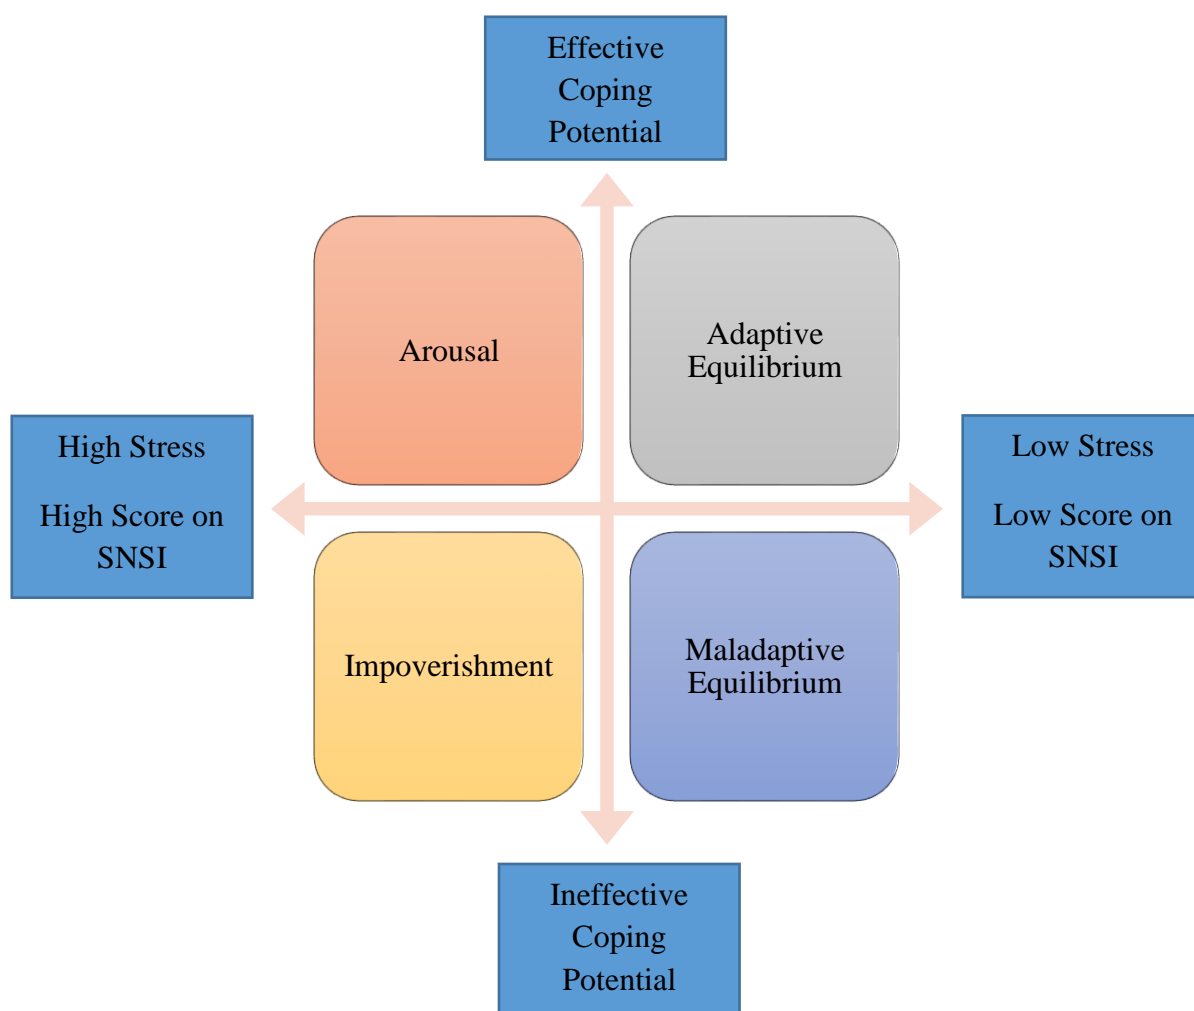 Effective
Coping
Potential
Arousal
Adaptive
Equilibrium
High Stress
High Score on
SNSI
Low Stress
Low Score on
SNSI
Impoverishment
Maladaptive
Equilibrium
Ineffective
Coping
Potential